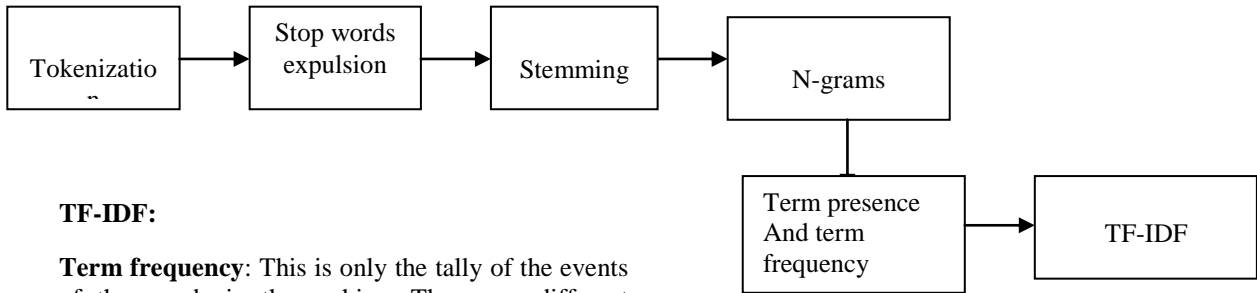 Tokenizatio
n
Stop words
expulsion
Stemming
N-grams
Term presence
And term
frequency
TF-IDF
TF-IDF:
Term frequency: This is only the tally of the events